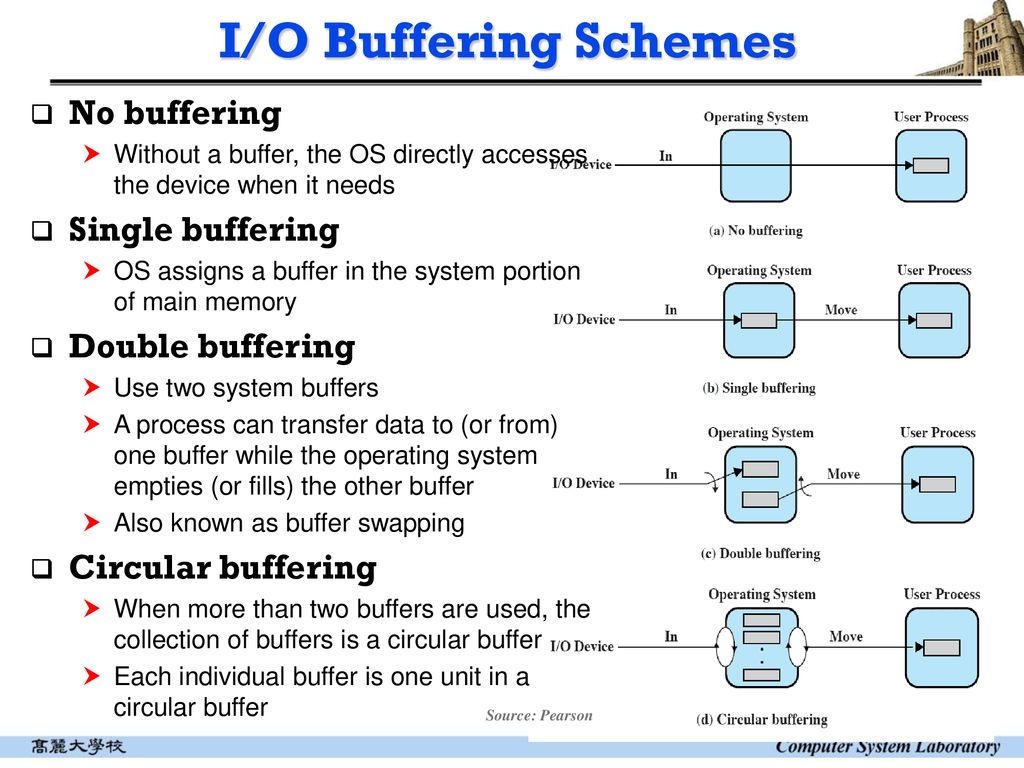 I/O Buffering Schemes
No buffering
Without a buffer, the OS directly accesses
the device when it needs
Single buffering
OS assigns a buffer in the system portion
of main memory
Double buffering
Use two system buffers
A process can transfer data to (or from)
one buffer while the operating system
empties (or fills) the other buffer
Also known as buffer swapping
Circular buffering
When more than two buffers are used, the
collection of buffers is a circular buffer
Each individual buffer is one unit in a
circular buffer
Operating System
User Process
I/O Device
In
(a) No buffering
Operating System
User Process
I/O Device
In
Move
(b) Single buffering
Operating System
User Process
I/O Device
In
Move
(c) Double buffering
Operating System
User Process
I/O Device
In
Move
(d) Circular buffering
Source: Pearson
髙麗大學校
Computer System Laboratory